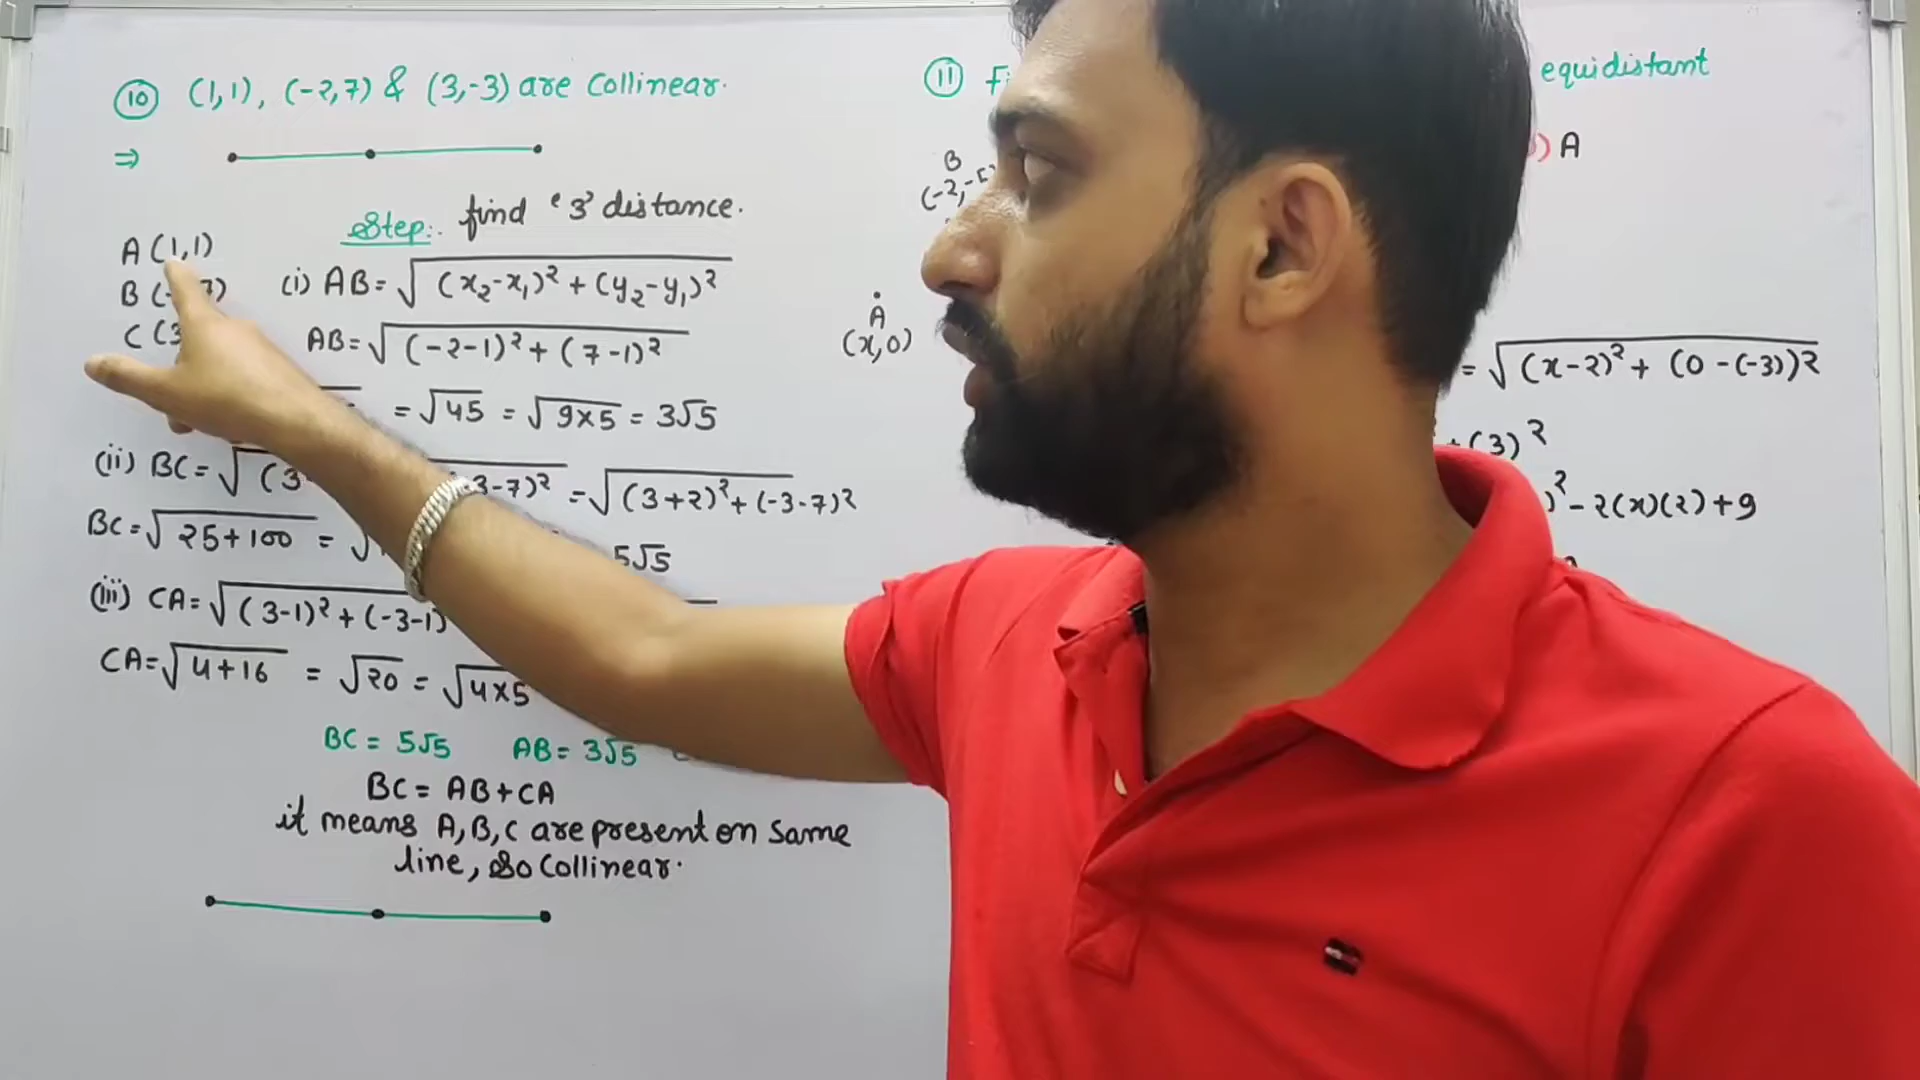 10 (1,1), (-2,7) & (3,-3) are Collinear.
⇒
Step:. find '3' distance.
A (1,1)
B (- 7)
C (3
(i) AB = √(x₂-x₁)² + (y₂-y₁)²
AB = √(-2-1)² + (7-1)²
= √45 = √9×5 = 3√5
(ii) BC = √(3 -3-7)² = √(3+2)² + (-3-7)²
BC = √25+100 = √ 5√5
(iii) CA = √(3-1)² + (-3-1)
CA = √4+16 = √20 = √4×5
BC = 5√5 AB = 3√5
BC = AB + CA
it means A, B, C are present on Same
line, so Collinear.
11 equidistant
) A
B
(-2,-5)
A
(x,0)
= √(x-2)² + (0-(-3))²
+(3)²
)² - 2(x)(2) + 9